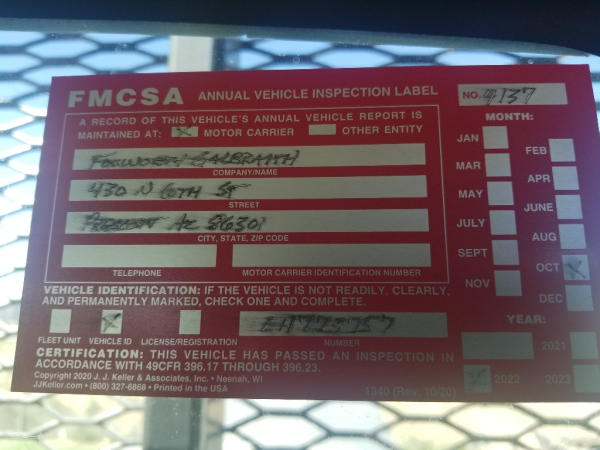 FMCSA ANNUAL VEHICLE INSPECTION LABEL
NO. 4137
A RECORD OF THIS VEHICLE'S ANNUAL VEHICLE REPORT IS
MAINTAINED AT: X MOTOR CARRIER OTHER ENTITY
COMPANY/NAME
430 N 6TH ST
STREET
AZ 86301
CITY, STATE, ZIP CODE
TELEPHONE MOTOR CARRIER IDENTIFICATION NUMBER
VEHICLE IDENTIFICATION: IF THE VEHICLE IS NOT READILY, CLEARLY,
AND PERMANENTLY MARKED, CHECK ONE AND COMPLETE.
X
FLEET UNIT VEHICLE ID LICENSE/REGISTRATION NUMBER
CERTIFICATION: THIS VEHICLE HAS PASSED AN INSPECTION IN
ACCORDANCE WITH 49CFR 396.17 THROUGH 396.23.
Copyright 2020 J. J. Keller & Associates, Inc. • Neenah, WI
JJKeller.com • (800) 327-6868 • Printed in the USA
1340 (Rev. 10/20)
MONTH:
JAN FEB
MAR APR
MAY JUNE
JULY AUG
SEPT OCT X
NOV DEC
YEAR:
2021
X 2022 2023